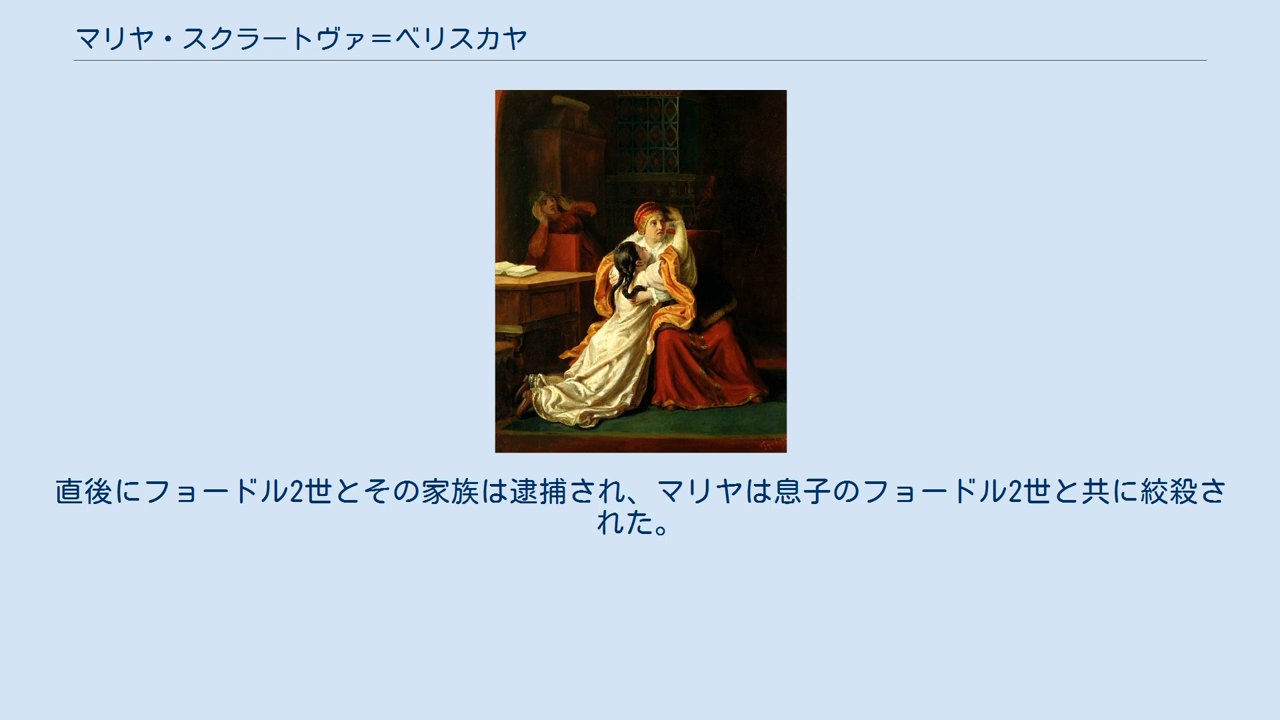 マリヤ・スクラートヴァ＝ベリスカヤ
直後にフョードル2世とその家族は逮捕され、マリヤは息子のフョードル2世と共に絞殺さ
れた。